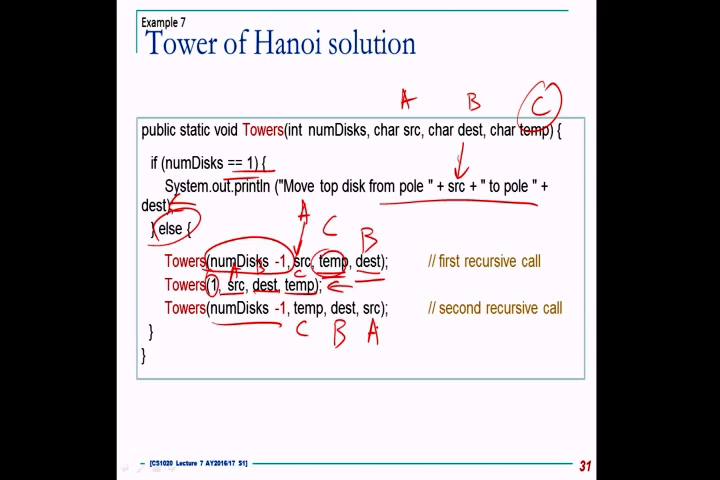 Example 7
Tower of Hanoi solution
A B C
public static void Towers(int numDisks, char src, char dest, char temp) {
if (numDisks == 1) {
System.out.println ("Move top disk from pole " + src + " to pole " +
dest);
} else {
A C B
Towers(numDisks -1, src, temp, dest); // first recursive call
A B C
Towers(1, src, dest, temp);
Towers(numDisks -1, temp, dest, src); // second recursive call
C B A
}
}
[CS1020 Lecture 7 AY2016/17 S1]
31